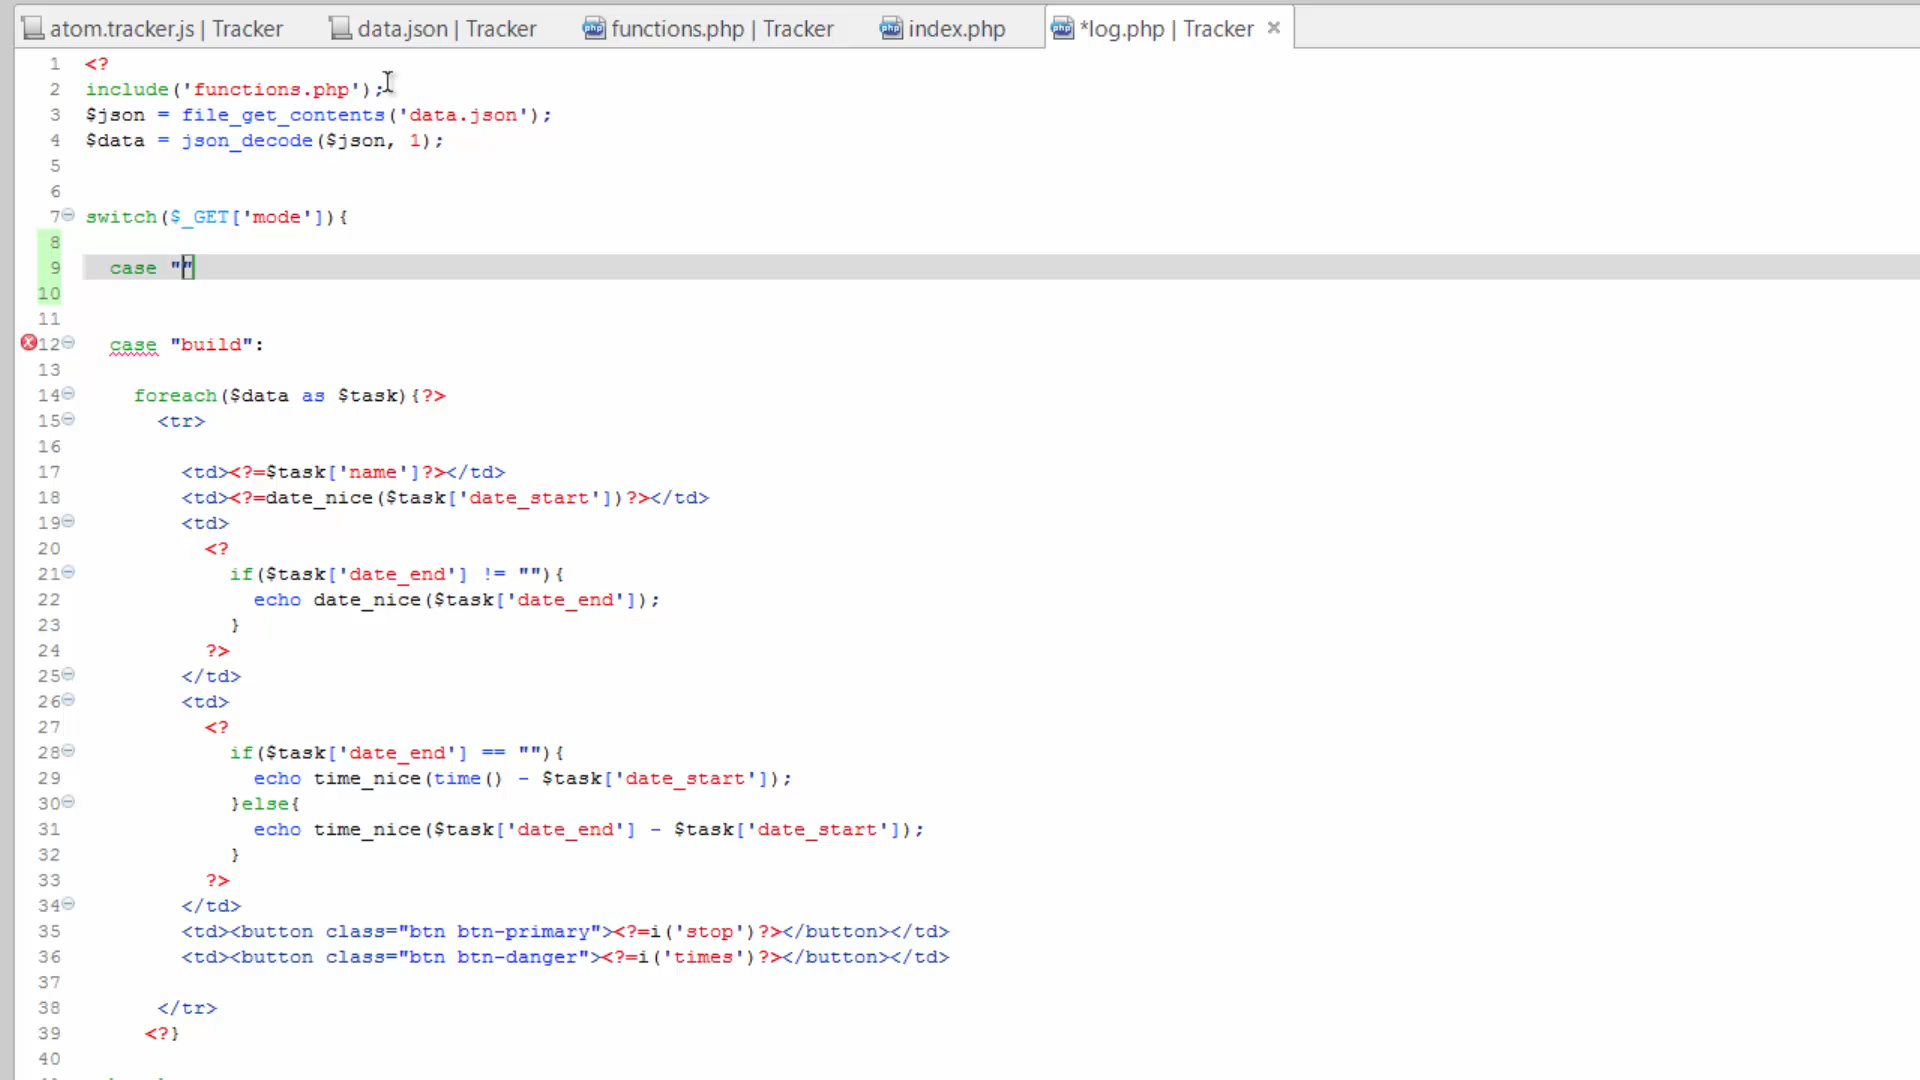 atom.tracker.js | Tracker data.json | Tracker functions.php | Tracker index.php *log.php | Tracker
1 <?
2 include('functions.php');
3 $json = file_get_contents('data.json');
4 $data = json_decode($json, 1);
5
6
7 switch($_GET['mode']){
8
9 case ""
10
11
12 case "build":
13
14 foreach($data as $task){?>
15 <tr>
16
17 <td><?=$task['name']?></td>
18 <td><?=date_nice($task['date_start'])?></td>
19 <td>
20 <?
21 if($task['date_end'] != ""){
22 echo date_nice($task['date_end']);
23 }
24 ?>
25 </td>
26 <td>
27 <?
28 if($task['date_end'] == ""){
29 echo time_nice(time() - $task['date_start']);
30 }else{
31 echo time_nice($task['date_end'] - $task['date_start']);
32 }
33 ?>
34 </td>
35 <td><button class="btn btn-primary"><?=i('stop')?></button></td>
36 <td><button class="btn btn-danger"><?=i('times')?></button></td>
37
38 </tr>
39 <?}
40